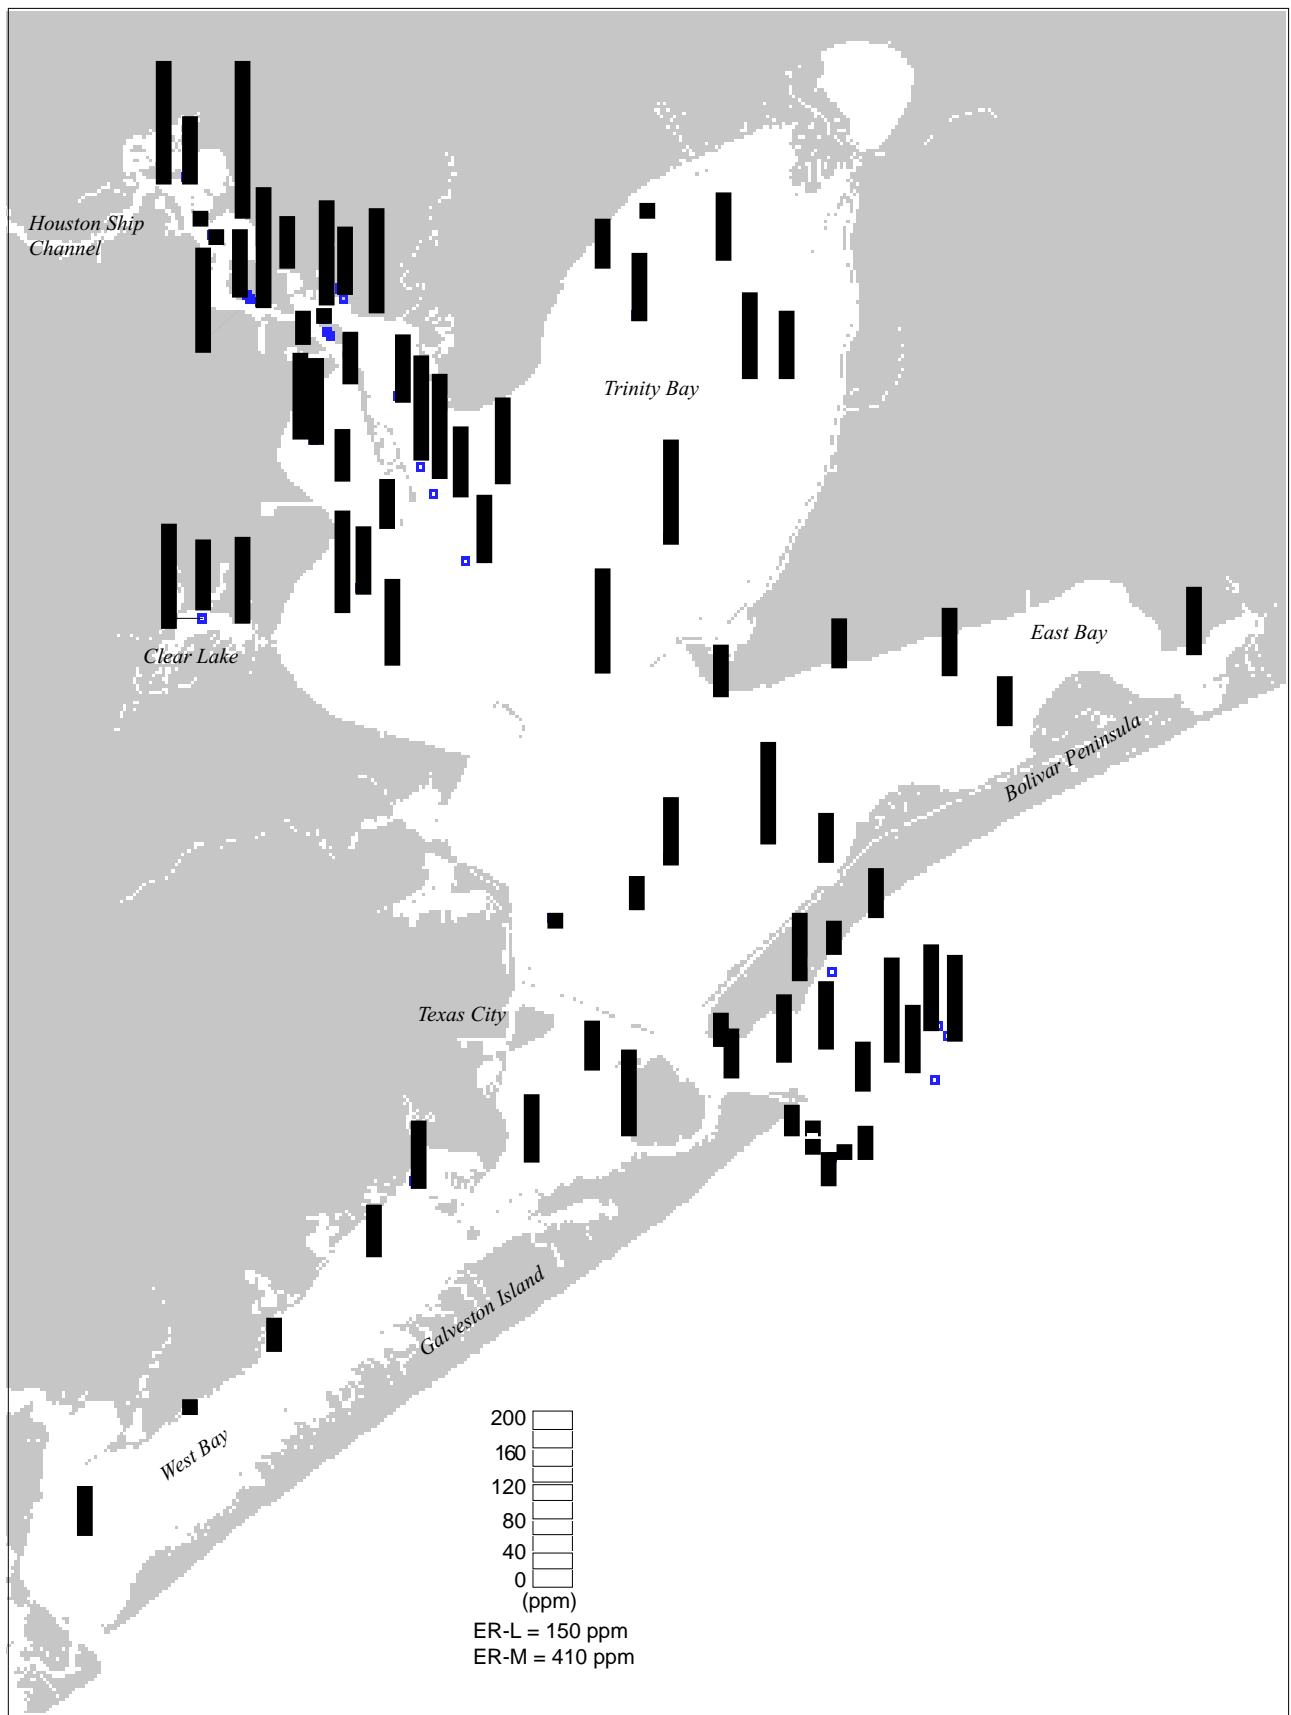 Houston Ship
Channel
Trinity Bay
East Bay
Clear Lake
Bolivar Peninsula
Texas City
Galveston Island
West Bay
200
160
120
80
40
0
(ppm)
ER-L = 150 ppm
ER-M = 410 ppm